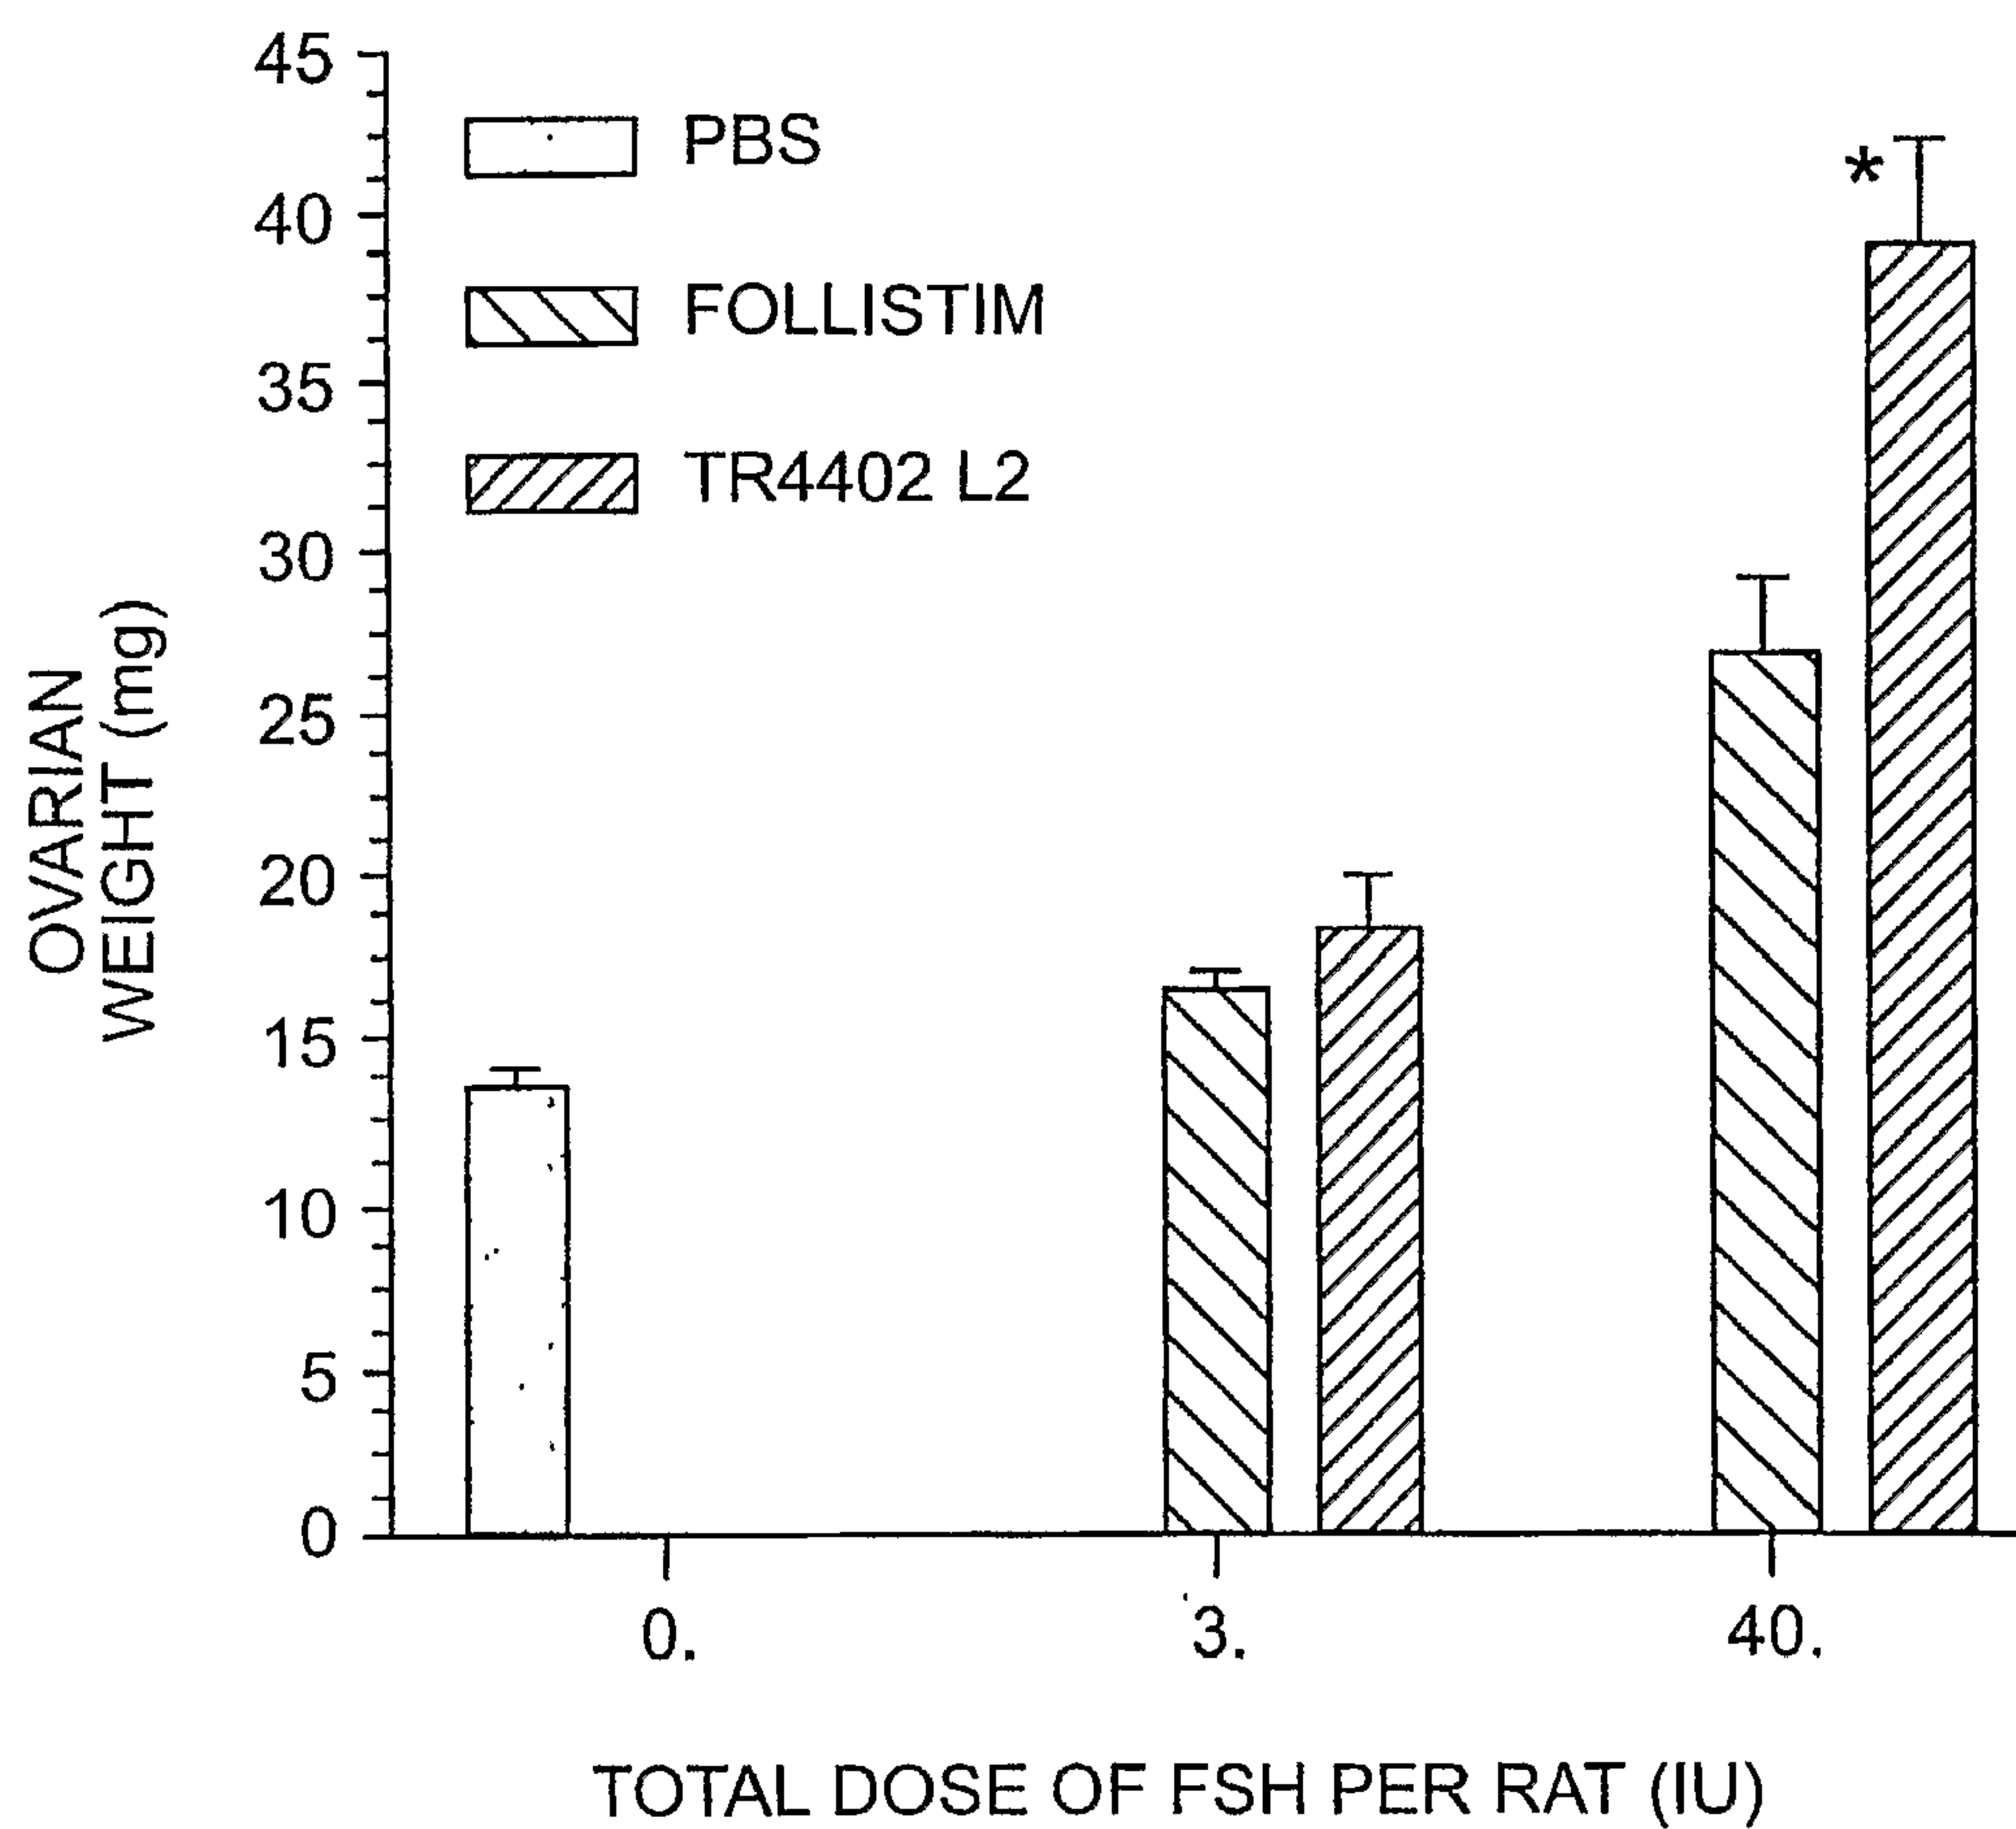 45
40
35
30
25
20
15
10
5
0
OVARIAN
WEIGHT (mg)
PBS
FOLLISTIM
TR4402 L2
*
0.
3.
40.
TOTAL DOSE OF FSH PER RAT (IU)